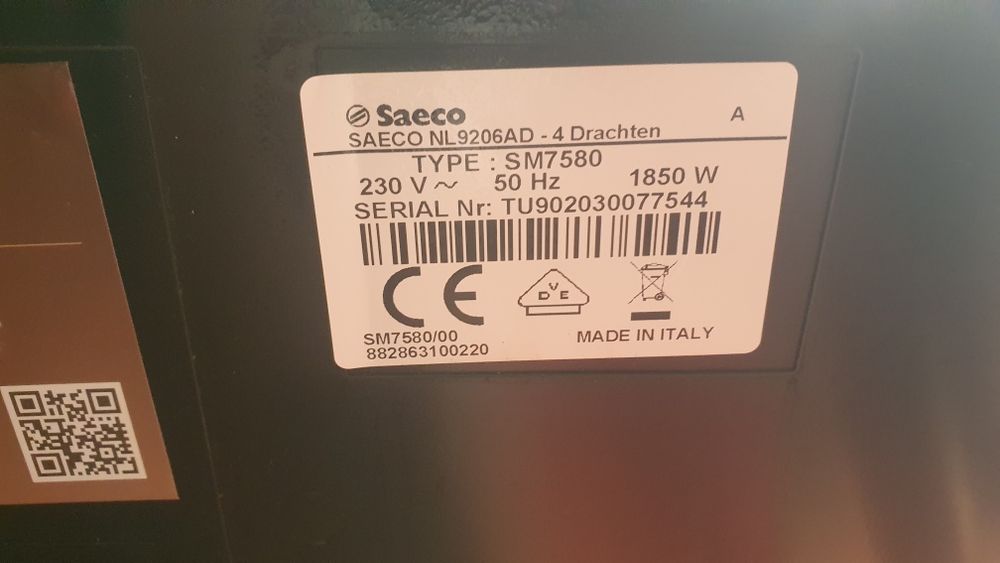 Saeco
A
SAECO NL9206AD - 4 Drachten
TYPE : SM7580
230 V ~ 50 Hz 1850 W
SERIAL Nr: TU902030077544
CE
VDE
SM7580/00
882863100220
MADE IN ITALY